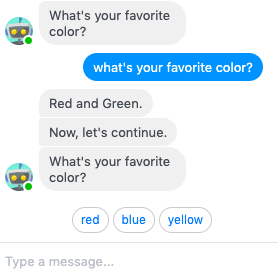 What's your favorite
color?
what's your favorite color?
Red and Green.
Now, let's continue.
What's your favorite
color?
red blue yellow
Type a message...